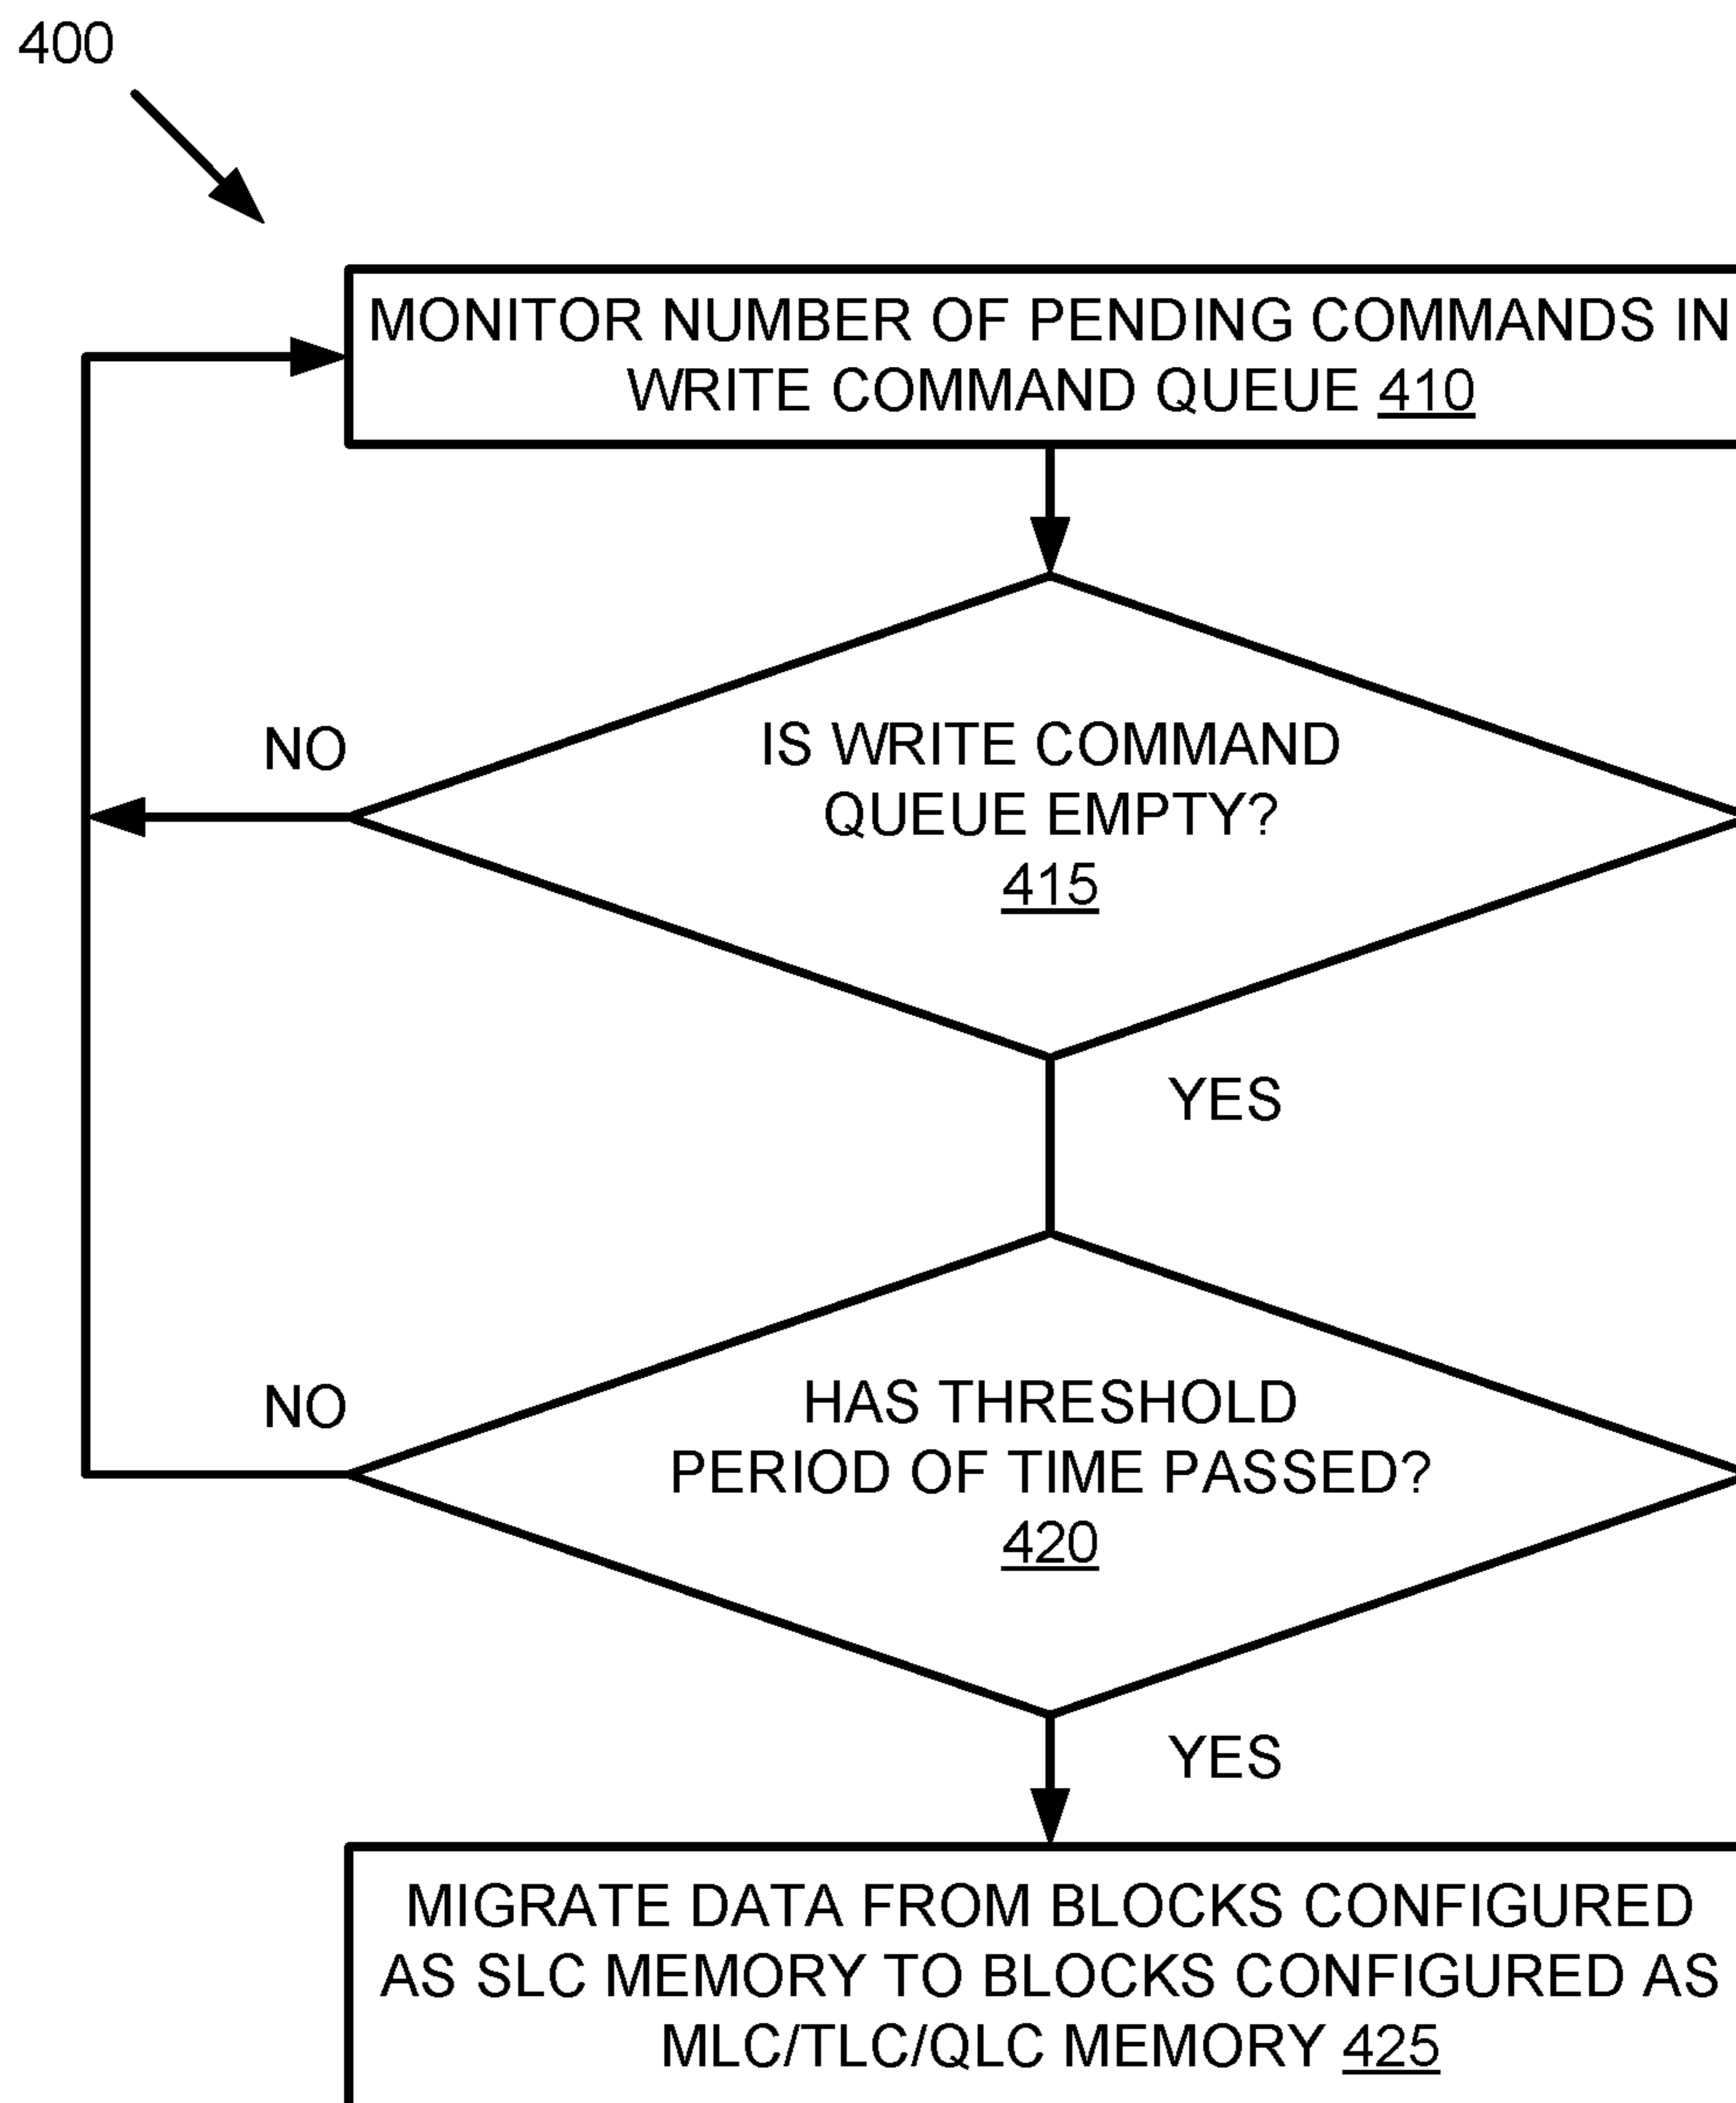 400
MONITOR NUMBER OF PENDING COMMANDS IN
WRITE COMMAND QUEUE 410
NO
IS WRITE COMMAND
QUEUE EMPTY?
415
YES
NO
HAS THRESHOLD
PERIOD OF TIME PASSED?
420
YES
MIGRATE DATA FROM BLOCKS CONFIGURED
AS SLC MEMORY TO BLOCKS CONFIGURED AS
MLC/TLC/QLC MEMORY 425